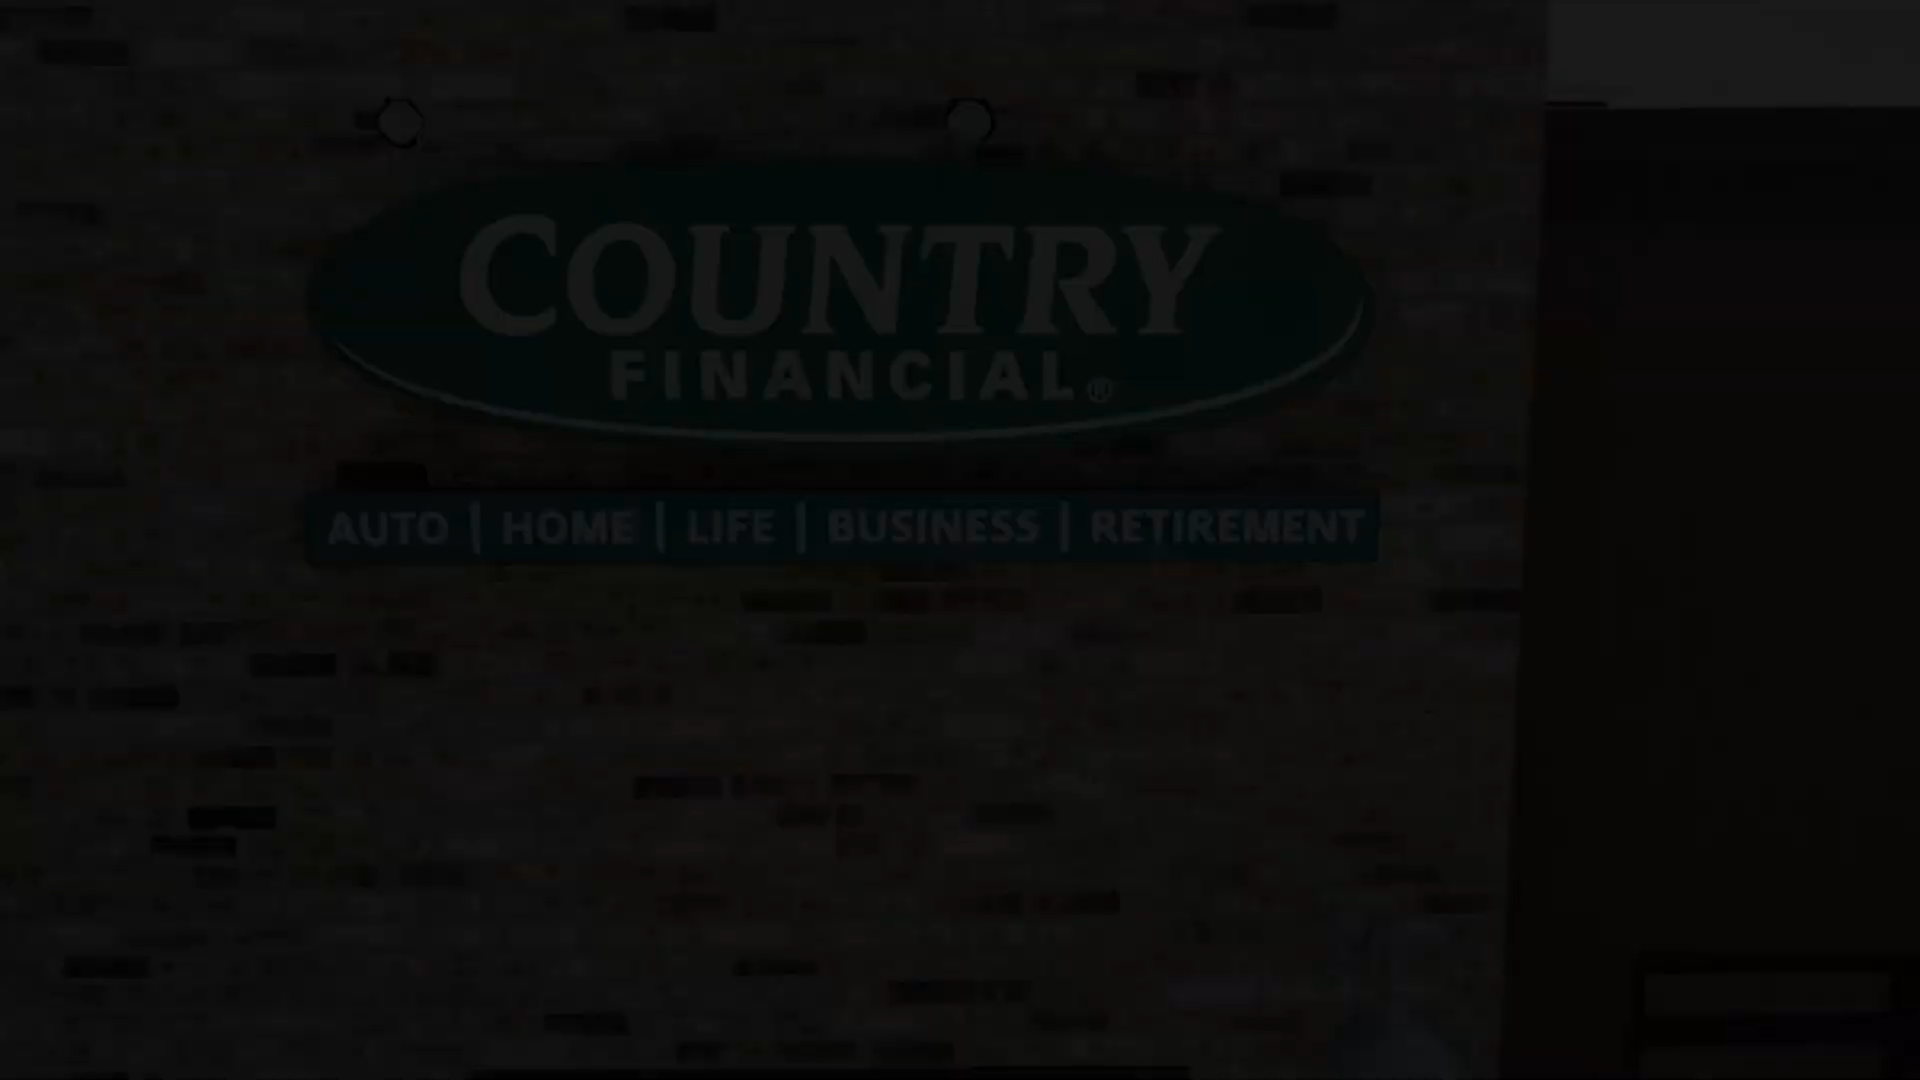 COUNTRY
FINANCIAL®
AUTO | HOME | LIFE | BUSINESS | RETIREMENT